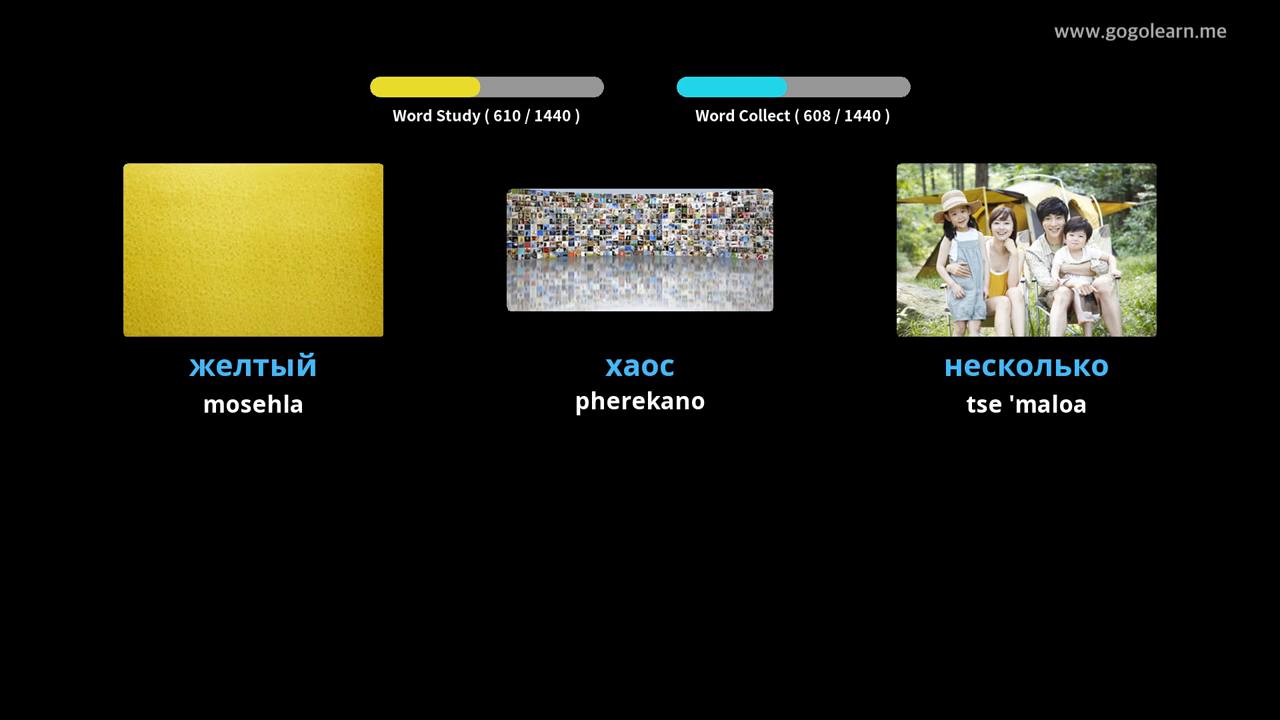 www.gogolearn.me
Word Study ( 610 / 1440 )
Word Collect ( 608 / 1440 )
желтый
mosehla
хаос
pherekano
несколько
tse 'maloa